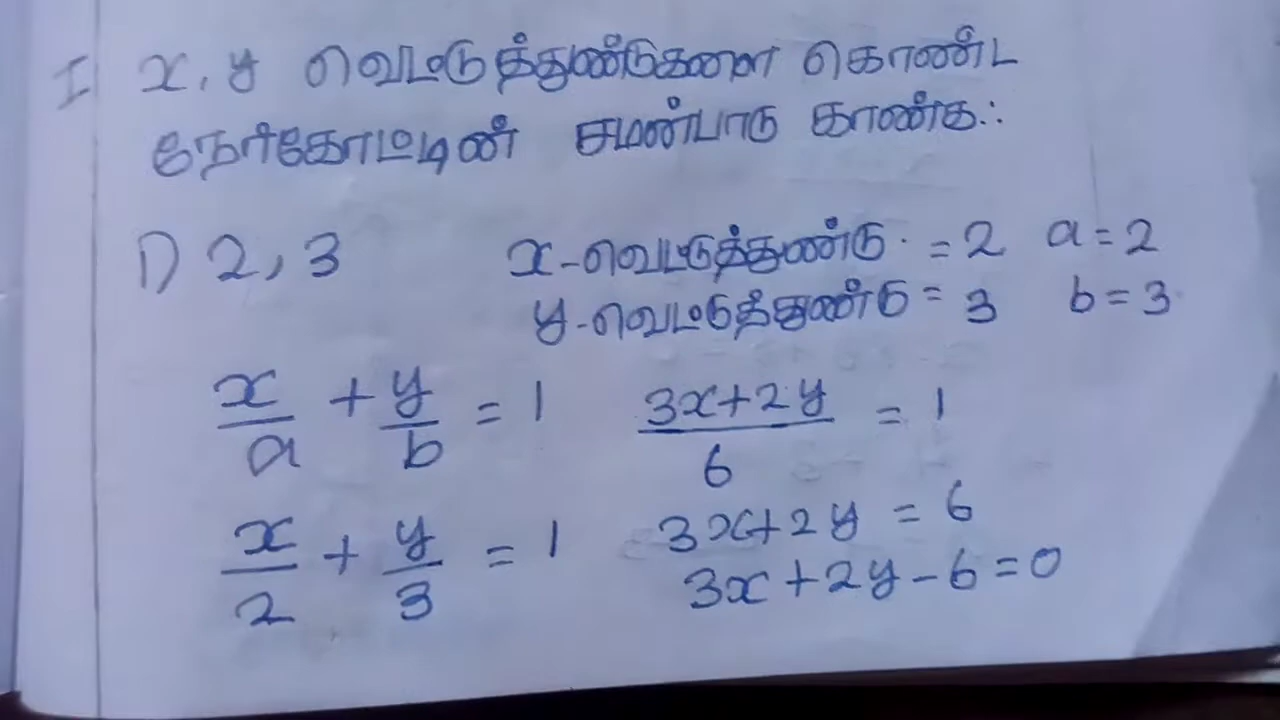 I x, y வெட்டுத்துண்டுகளை கொண்ட
நேர்கோட்டின் சமன்பாடு காண்க:
1) 2, 3
x-வெட்டுத்துண்டு = 2 a = 2
y-வெட்டுத்துண்டு = 3 b = 3
x/a + y/b = 1
x/2 + y/3 = 1
3x+2y/6 = 1
3x+2y = 6
3x+2y-6=0